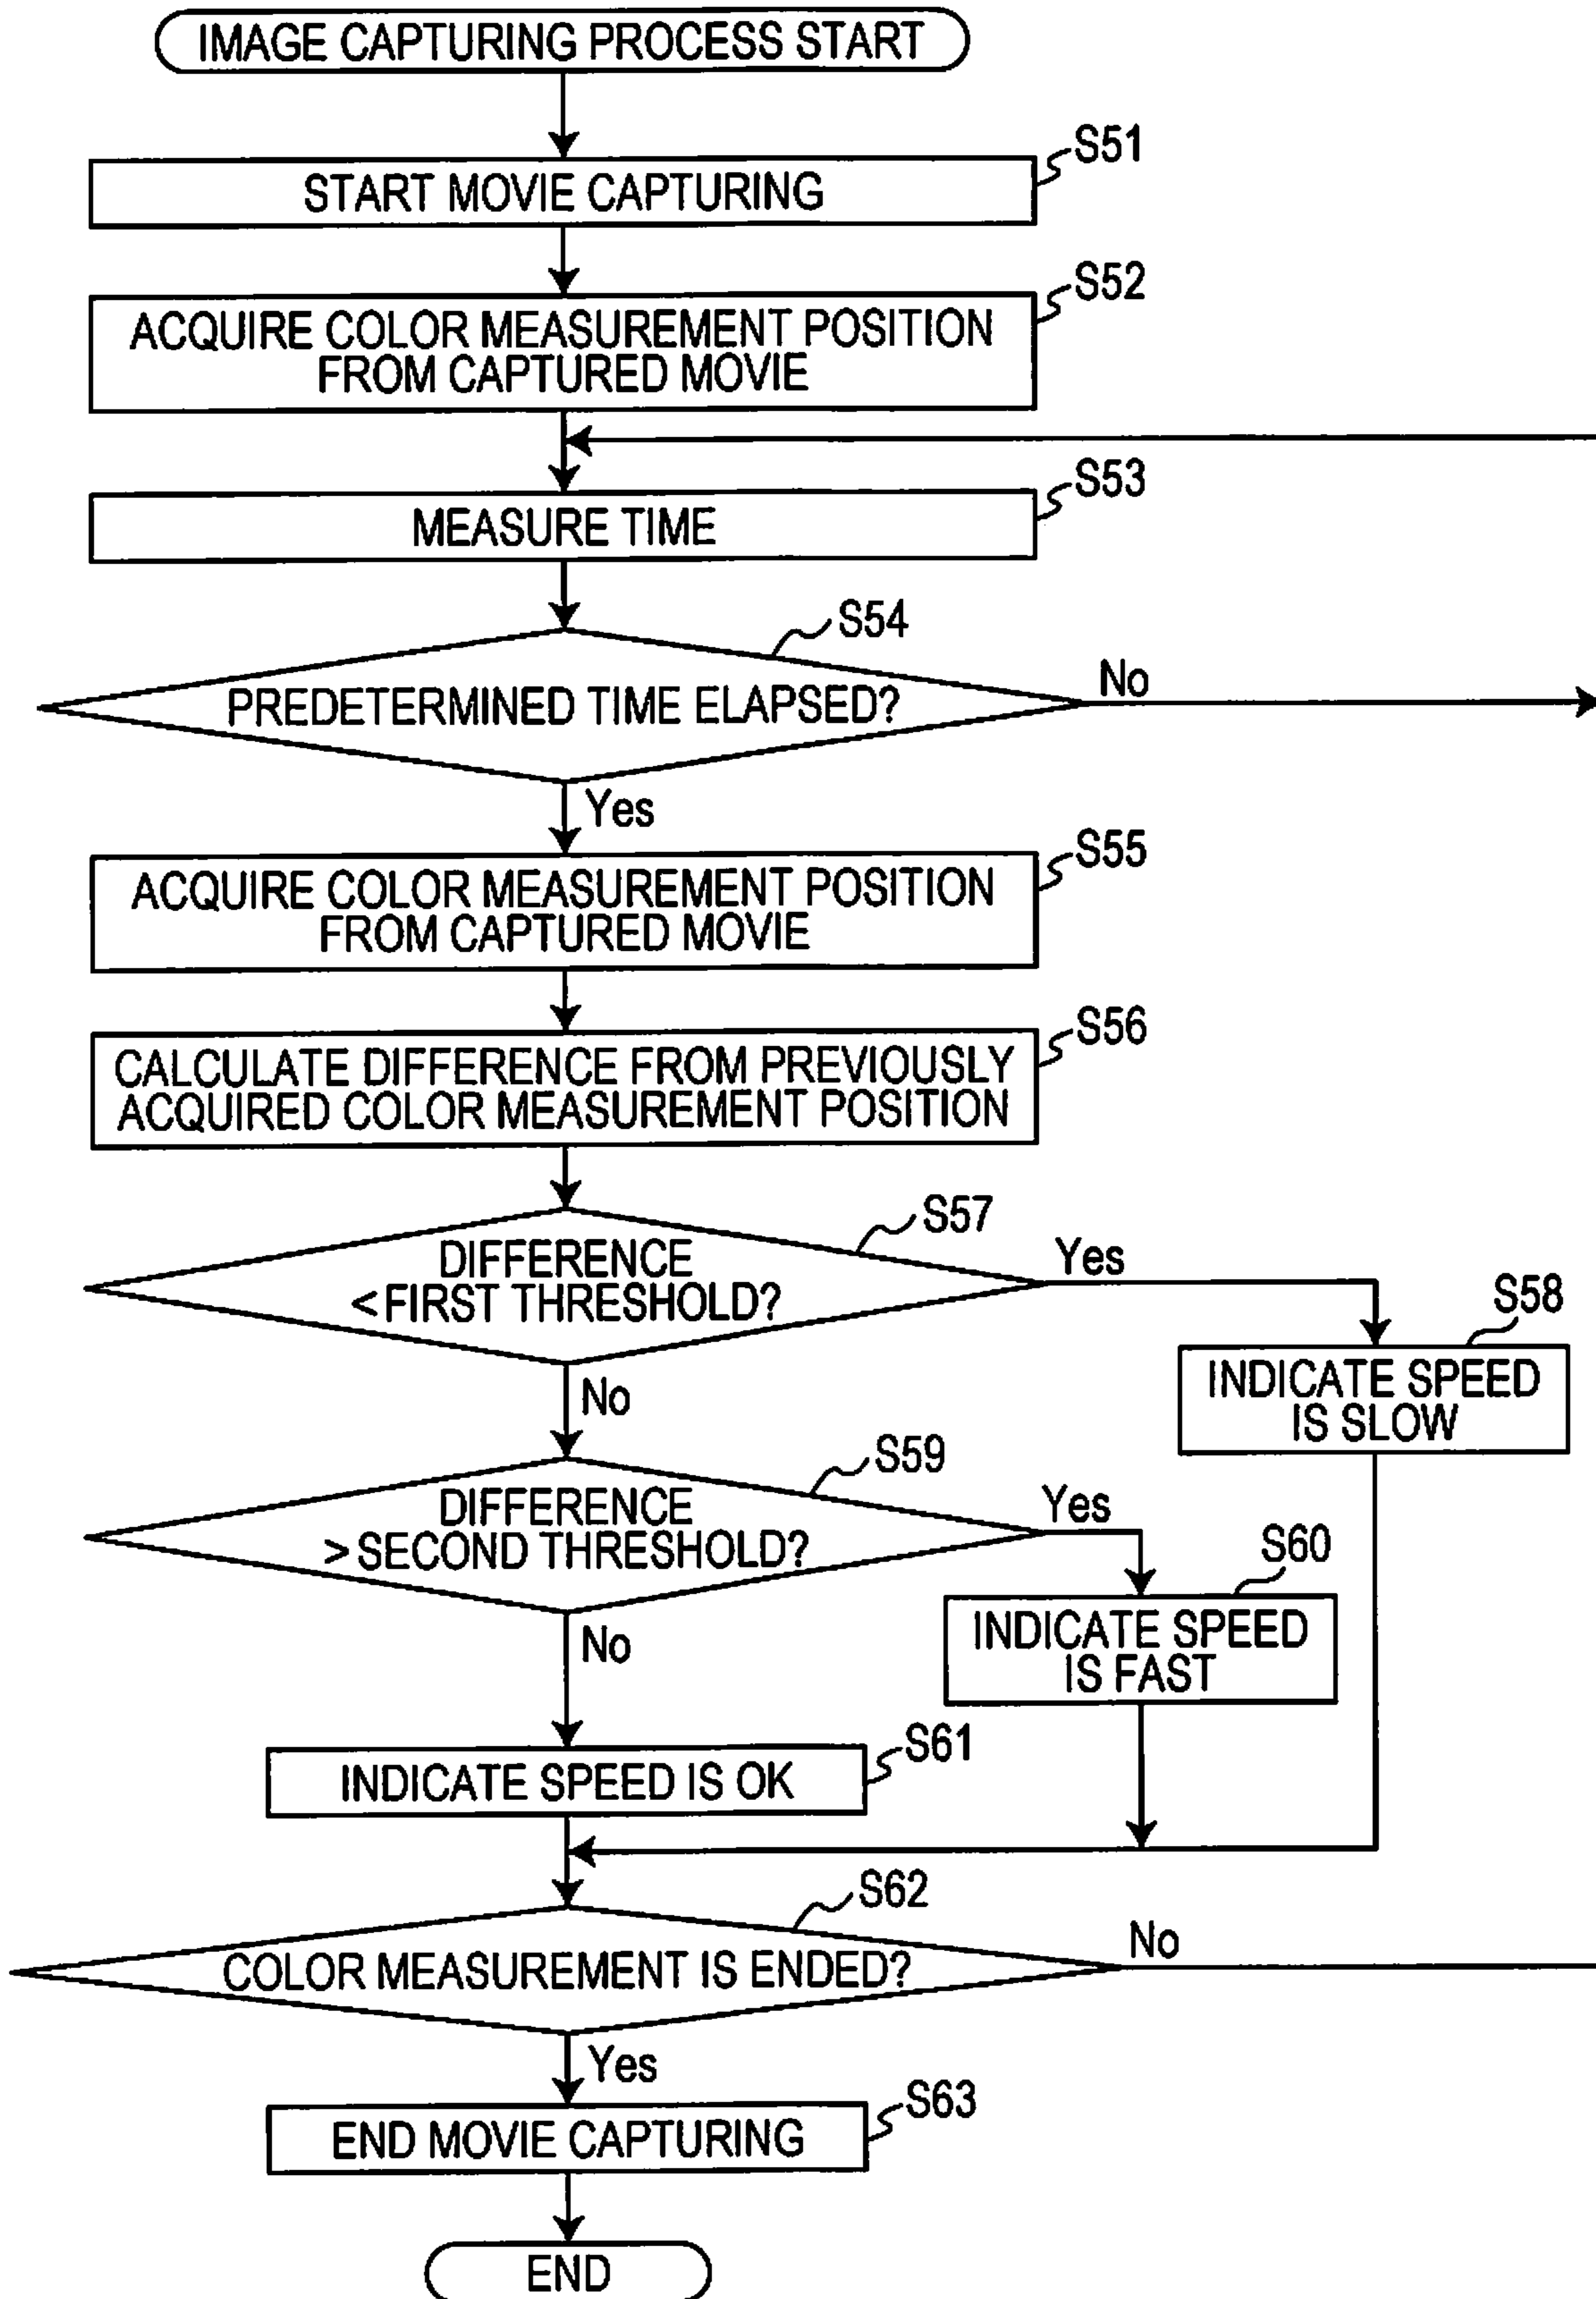 IMAGE CAPTURING PROCESS START
S51
START MOVIE CAPTURING
S52
ACQUIRE COLOR MEASUREMENT POSITION
FROM CAPTURED MOVIE
S53
MEASURE TIME
S54
PREDETERMINED TIME ELAPSED?
No
Yes
S55
ACQUIRE COLOR MEASUREMENT POSITION
FROM CAPTURED MOVIE
S56
CALCULATE DIFFERENCE FROM PREVIOUSLY
ACQUIRED COLOR MEASUREMENT POSITION
S57
DIFFERENCE
< FIRST THRESHOLD?
Yes
No
S58
INDICATE SPEED
IS SLOW
S59
DIFFERENCE
> SECOND THRESHOLD?
Yes
No
S60
INDICATE SPEED
IS FAST
S61
INDICATE SPEED IS OK
S62
COLOR MEASUREMENT IS ENDED?
No
Yes
S63
END MOVIE CAPTURING
END